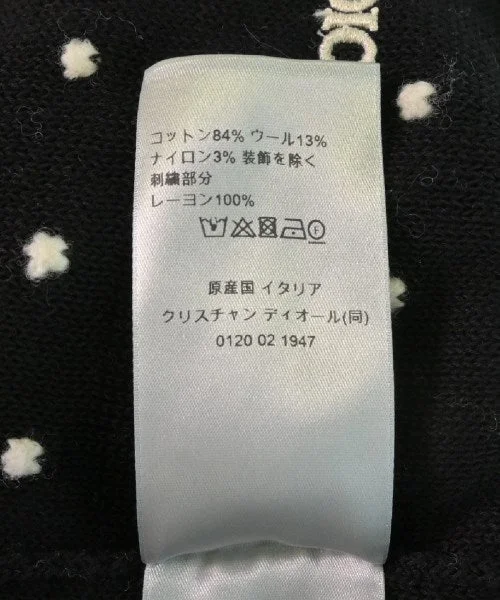 コットン84% ウール13%
ナイロン3% 装飾を除く
刺繍部分
レーヨン100%
原産国 イタリア
クリスチャン ディオール(同)
0120 02 1947